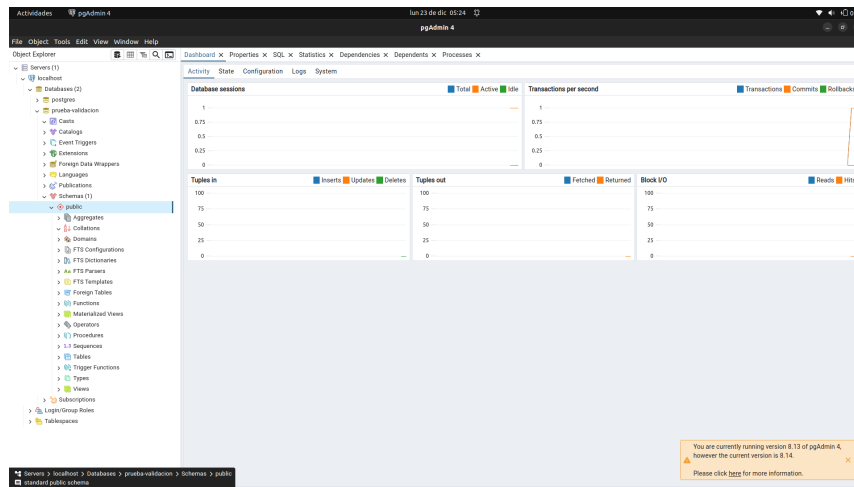 Actividades pgAdmin 4 lun 23 de dic 05:24
pgAdmin 4
File Object Tools Edit View Window Help
Object Explorer
Dashboard Properties SQL Statistics Dependencies Dependents Processes
Servers (1)
localhost
Databases (2)
postgres
prueba-validacion
Casts
Catalogs
Event Triggers
Extensions
Foreign Data Wrappers
Languages
Publications
Schemas (1)
public
Aggregates
Collations
Domains
FTS Configurations
FTS Dictionaries
FTS Parsers
FTS Templates
Foreign Tables
Functions
Materialized Views
Operators
Procedures
Sequences
Tables
Trigger Functions
Types
Views
Subscriptions
Login/Group Roles
Tablespaces
Activity State Configuration Logs System
Database sessions Total Active Idle
1
0.75
0.5
0.25
0
Transactions per second Transactions Commits Rollbacks
1
0.75
0.5
0.25
0
Tuples in Inserts Updates Deletes
100
75
50
25
0
Tuples out Fetched Returned
100
75
50
25
0
Block I/O Reads Hits
100
75
50
25
0
You are currently running version 8.13 of pgAdmin 4,
however the current version is 8.14.
Please click here for more information.
Servers > localhost > Databases > prueba-validacion > Schemas > public
standard public schema